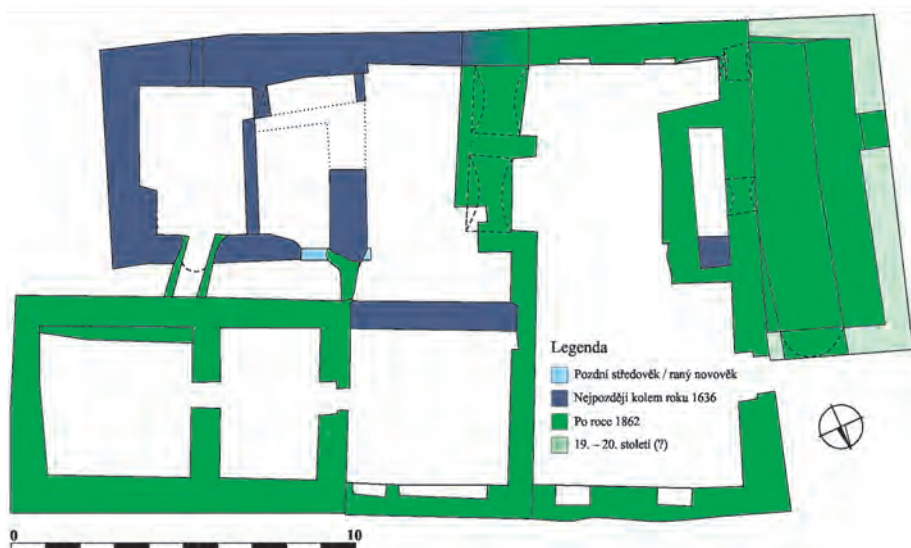 Legenda
Pozdní středověk / raný novověk
Nejpozději kolem roku 1636
Po roce 1862
19. – 20. století (?)
0 10